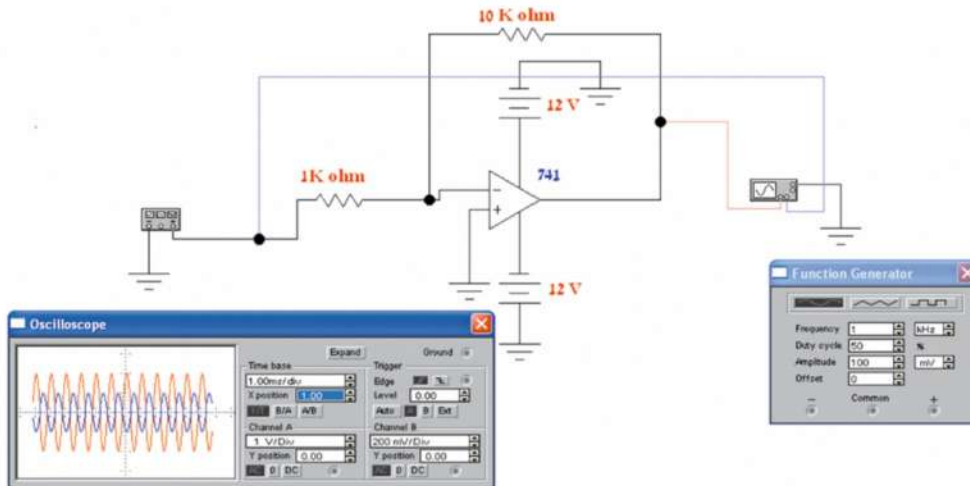 10 K ohm
12 V
1K ohm
741
12 V
Function Generator
Frequency 1 kHz
Duty cycle 50 %
Amplitude 100 mV
Offset 0
− Common +
Oscilloscope
Expand Ground
Time base Trigger
1.00ms/div Edge
X position 1.00 Level 0.00
B/A A/B Auto A B Ext
Channel A Channel B
1 V/Div 200 mV/Div
Y position 0.00 Y position 0.00
AC 0 DC AC 0 DC